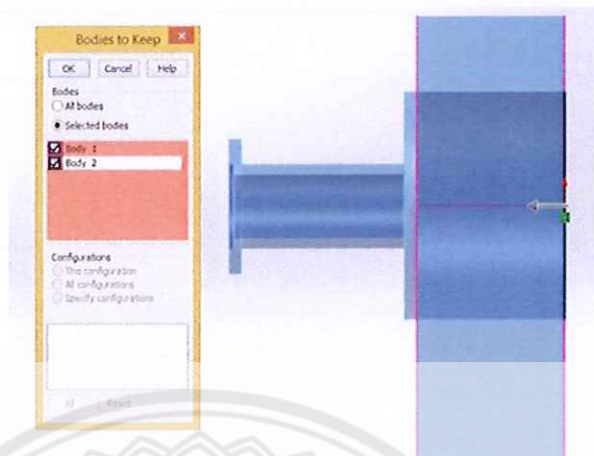 Bodies to Keep
OK Cancel Help
Bodies
All bodies
Selected bodies
Body 1
Body 2
Configurations
This configuration
All configurations
Specify configurations
All Reset